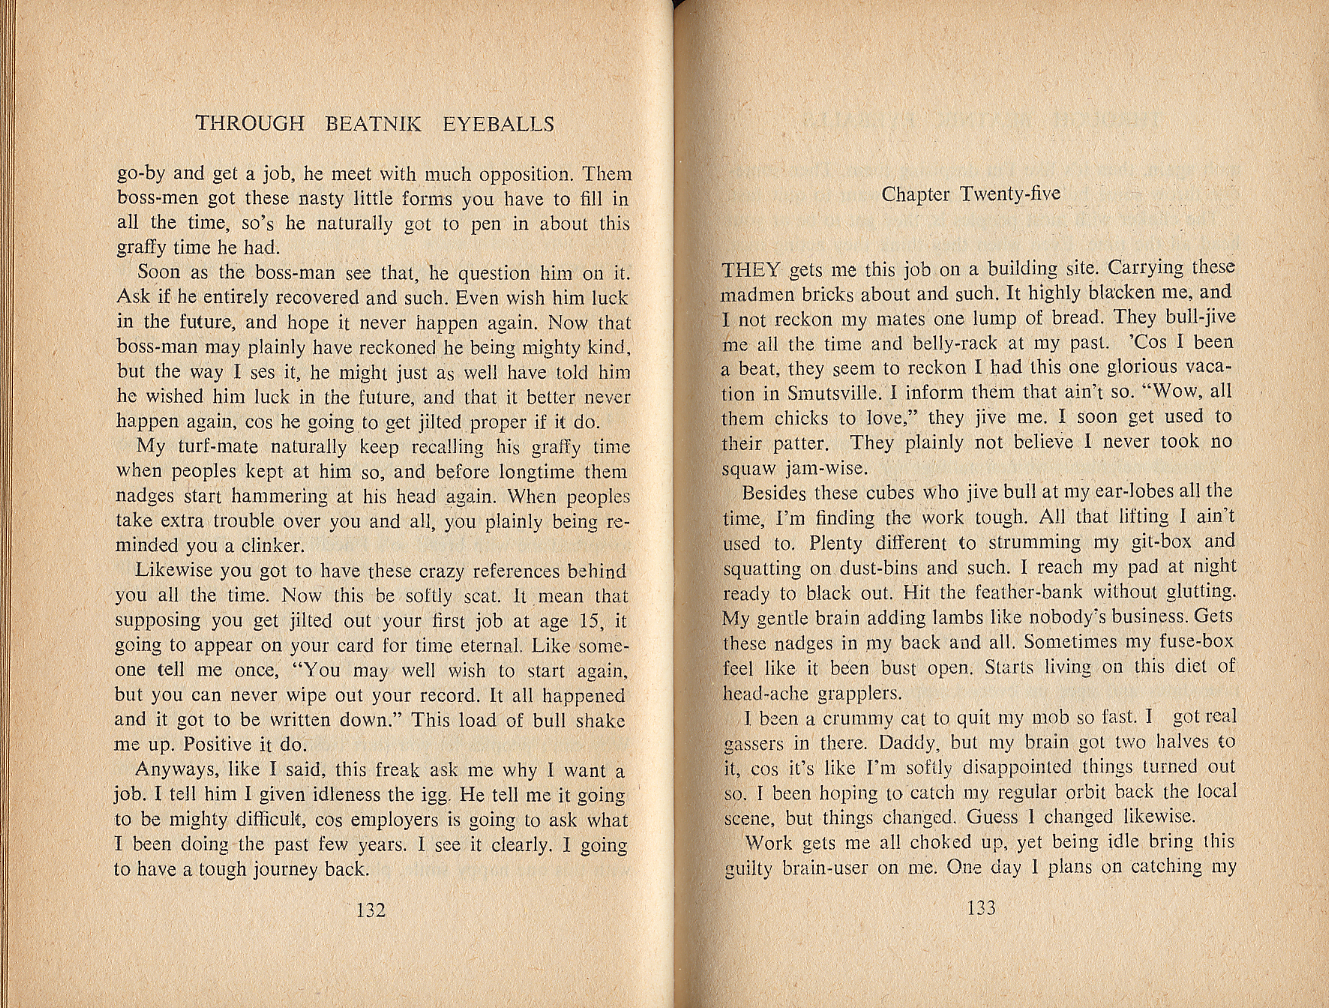 THROUGH BEATNIK EYEBALLS
go-by and get a job, he meet with much opposition. Them
boss-men got these nasty little forms you have to fill in
all the time, so's he naturally got to pen in about this
graffy time he had.
Soon as the boss-man see that, he question him on it.
Ask if he entirely recovered and such. Even wish him luck
in the future, and hope it never happen again. Now that
boss-man may plainly have reckoned he being mighty kind,
but the way I ses it, he might just as well have told him
he wished him luck in the future, and that it better never
happen again, cos he going to get jilted proper if it do.
My turf-mate naturally keep recalling his graffy time
when peoples kept at him so, and before longtime them
nadges start hammering at his head again. When peoples
take extra trouble over you and all, you plainly being re-
minded you a clinker.
Likewise you got to have these crazy references behind
you all the time. Now this be softly scat. It mean that
supposing you get jilted out your first job at age 15, it
going to appear on your card for time eternal. Like some-
one tell me once, “You may well wish to start again,
but you can never wipe out your record. It all happened
and it got to be written down.” This load of bull shake
me up. Positive it do.
Anyways, like I said, this freak ask me why I want a
job. I tell him I given idleness the igg. He tell me it going
to be mighty difficult, cos employers is going to ask what
I been doing the past few years. I see it clearly. I going
to have a tough journey back.
132
Chapter Twenty-five
THEY gets me this job on a building site. Carrying these
madmen bricks about and such. It highly blacken me, and
I not reckon my mates one lump of bread. They bull-jive
me all the time and belly-rack at my past. ’Cos I been
a beat, they seem to reckon I had this one glorious vaca-
tion in Smutsville. I inform them that ain't so. “Wow, all
them chicks to love,” they jive me. I soon get used to
their patter. They plainly not believe I never took no
squaw jam-wise.
Besides these cubes who jive bull at my ear-lobes all the
time, I'm finding the work tough. All that lifting I ain't
used to. Plenty different to strumming my git-box and
squatting on dust-bins and such. I reach my pad at night
ready to black out. Hit the feather-bank without glutting.
My gentle brain adding lambs like nobody's business. Gets
these nadges in my back and all. Sometimes my fuse-box
feel like it been bust open. Starts living on this diet of
head-ache grapplers.
I been a crummy cat to quit my mob so fast. I got real
gassers in there. Daddy, but my brain got two halves to
it, cos it's like I'm softly disappointed things turned out
so. I been hoping to catch my regular orbit back the local
scene, but things changed. Guess I changed likewise.
Work gets me all choked up, yet being idle bring this
guilty brain-user on me. One day I plans on catching my
133